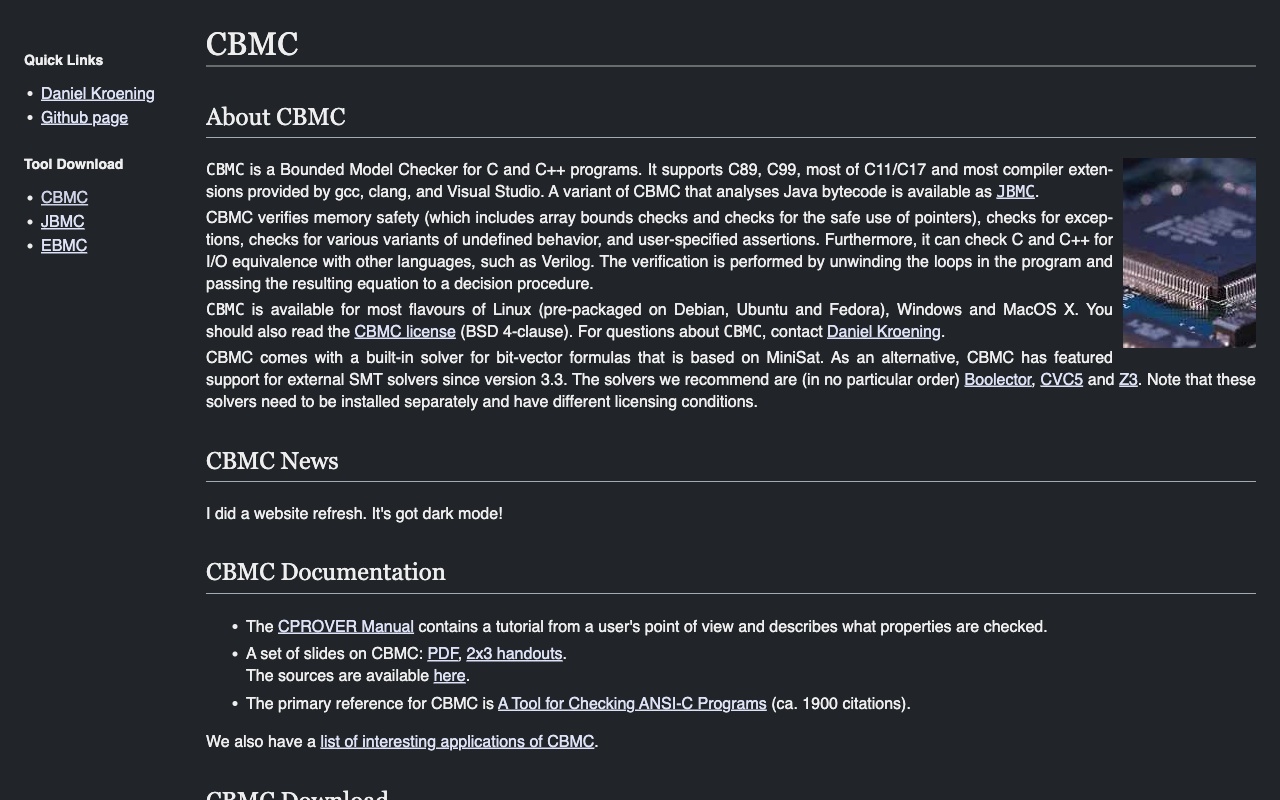 Quick Links
• Daniel Kroening
• Github page
Tool Download
• CBMC
• JBMC
• EBMC
CBMC
About CBMC
CBMC is a Bounded Model Checker for C and C++ programs. It supports C89, C99, most of C11/C17 and most compiler exten-
sions provided by gcc, clang, and Visual Studio. A variant of CBMC that analyses Java bytecode is available as JBMC.
CBMC verifies memory safety (which includes array bounds checks and checks for the safe use of pointers), checks for excep-
tions, checks for various variants of undefined behavior, and user-specified assertions. Furthermore, it can check C and C++ for
I/O equivalence with other languages, such as Verilog. The verification is performed by unwinding the loops in the program and
passing the resulting equation to a decision procedure.
CBMC is available for most flavours of Linux (pre-packaged on Debian, Ubuntu and Fedora), Windows and MacOS X. You
should also read the CBMC license (BSD 4-clause). For questions about CBMC, contact Daniel Kroening.
CBMC comes with a built-in solver for bit-vector formulas that is based on MiniSat. As an alternative, CBMC has featured
support for external SMT solvers since version 3.3. The solvers we recommend are (in no particular order) Boolector, CVC5 and Z3. Note that these
solvers need to be installed separately and have different licensing conditions.
CBMC News
I did a website refresh. It's got dark mode!
CBMC Documentation
• The CPROVER Manual contains a tutorial from a user's point of view and describes what properties are checked.
• A set of slides on CBMC: PDF, 2x3 handouts.
The sources are available here.
• The primary reference for CBMC is A Tool for Checking ANSI-C Programs (ca. 1900 citations).
We also have a list of interesting applications of CBMC.
CBMC Download